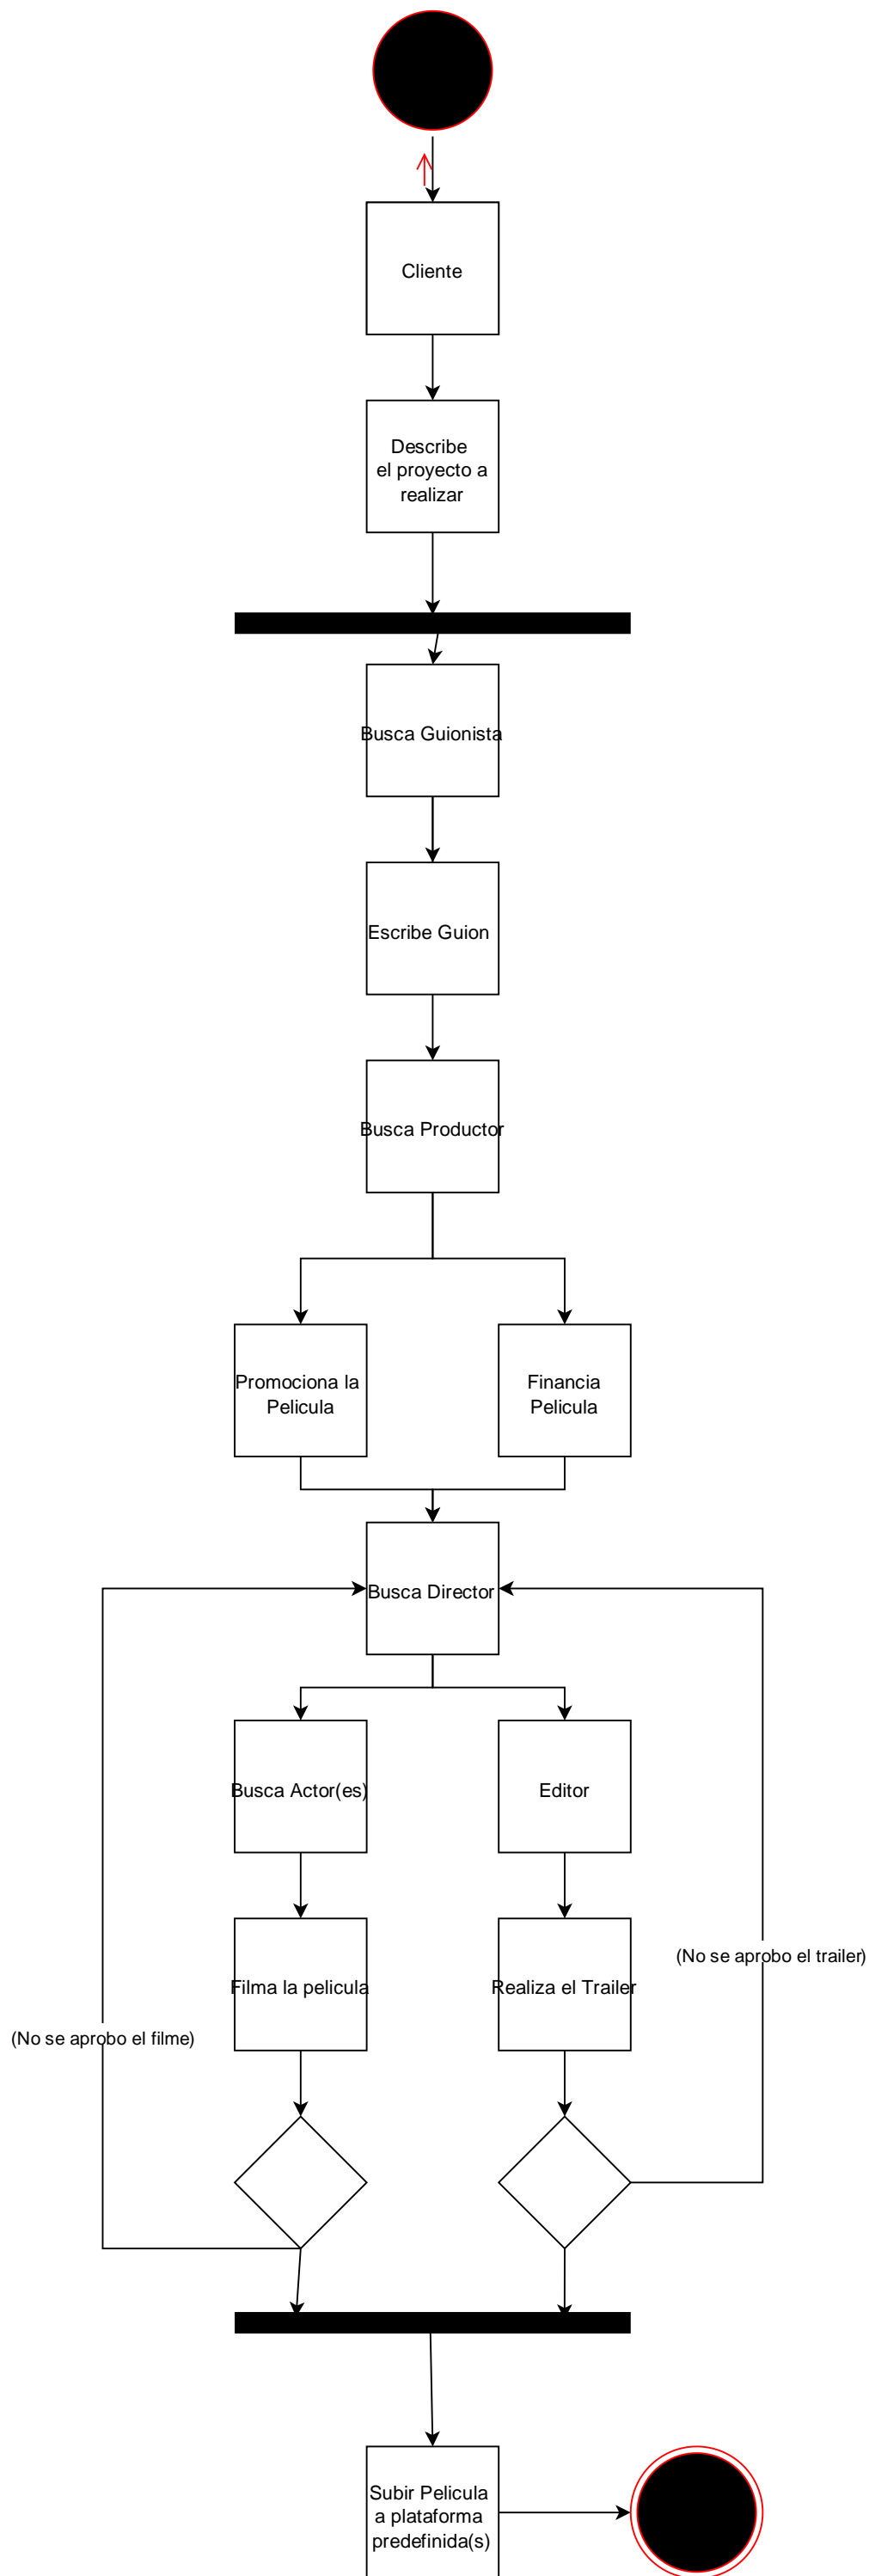 Cliente
Describe
el proyecto a
realizar
Busca Guionista
Escribe Guion
Busca Productor
Promociona la
Pelicula
Financia
Pelicula
Busca Director
Busca Actor(es)
Editor
Filma la pelicula
Realiza el Trailer
(No se aprobo el trailer)
(No se aprobo el filme)
Subir Pelicula
a plataforma
predefinida(s)